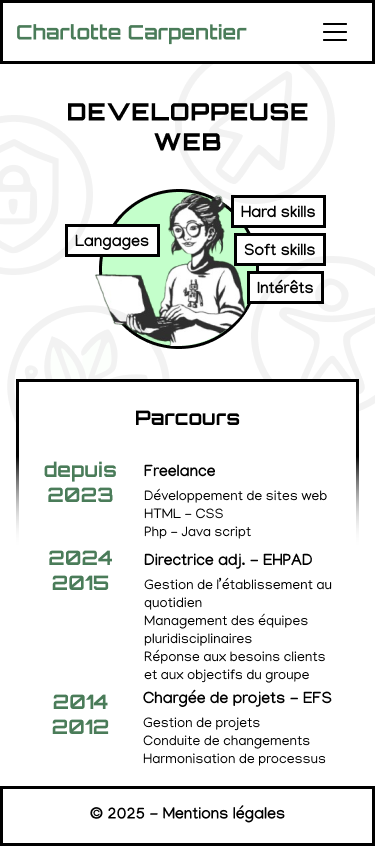 Charlotte Carpentier
DEVELOPPEUSE
WEB
Langages
Hard skills
Soft skills
Intérêts
Parcours
depuis
2023
Freelance
Développement de sites web
HTML - CSS
Php - Java script
2024
2015
Directrice adj. - EHPAD
Gestion de l'établissement au
quotidien
Management des équipes
pluridisciplinaires
Réponse aux besoins clients
et aux objectifs du groupe
2014
2012
Chargée de projets - EFS
Gestion de projets
Conduite de changements
Harmonisation de processus
© 2025 - Mentions légales